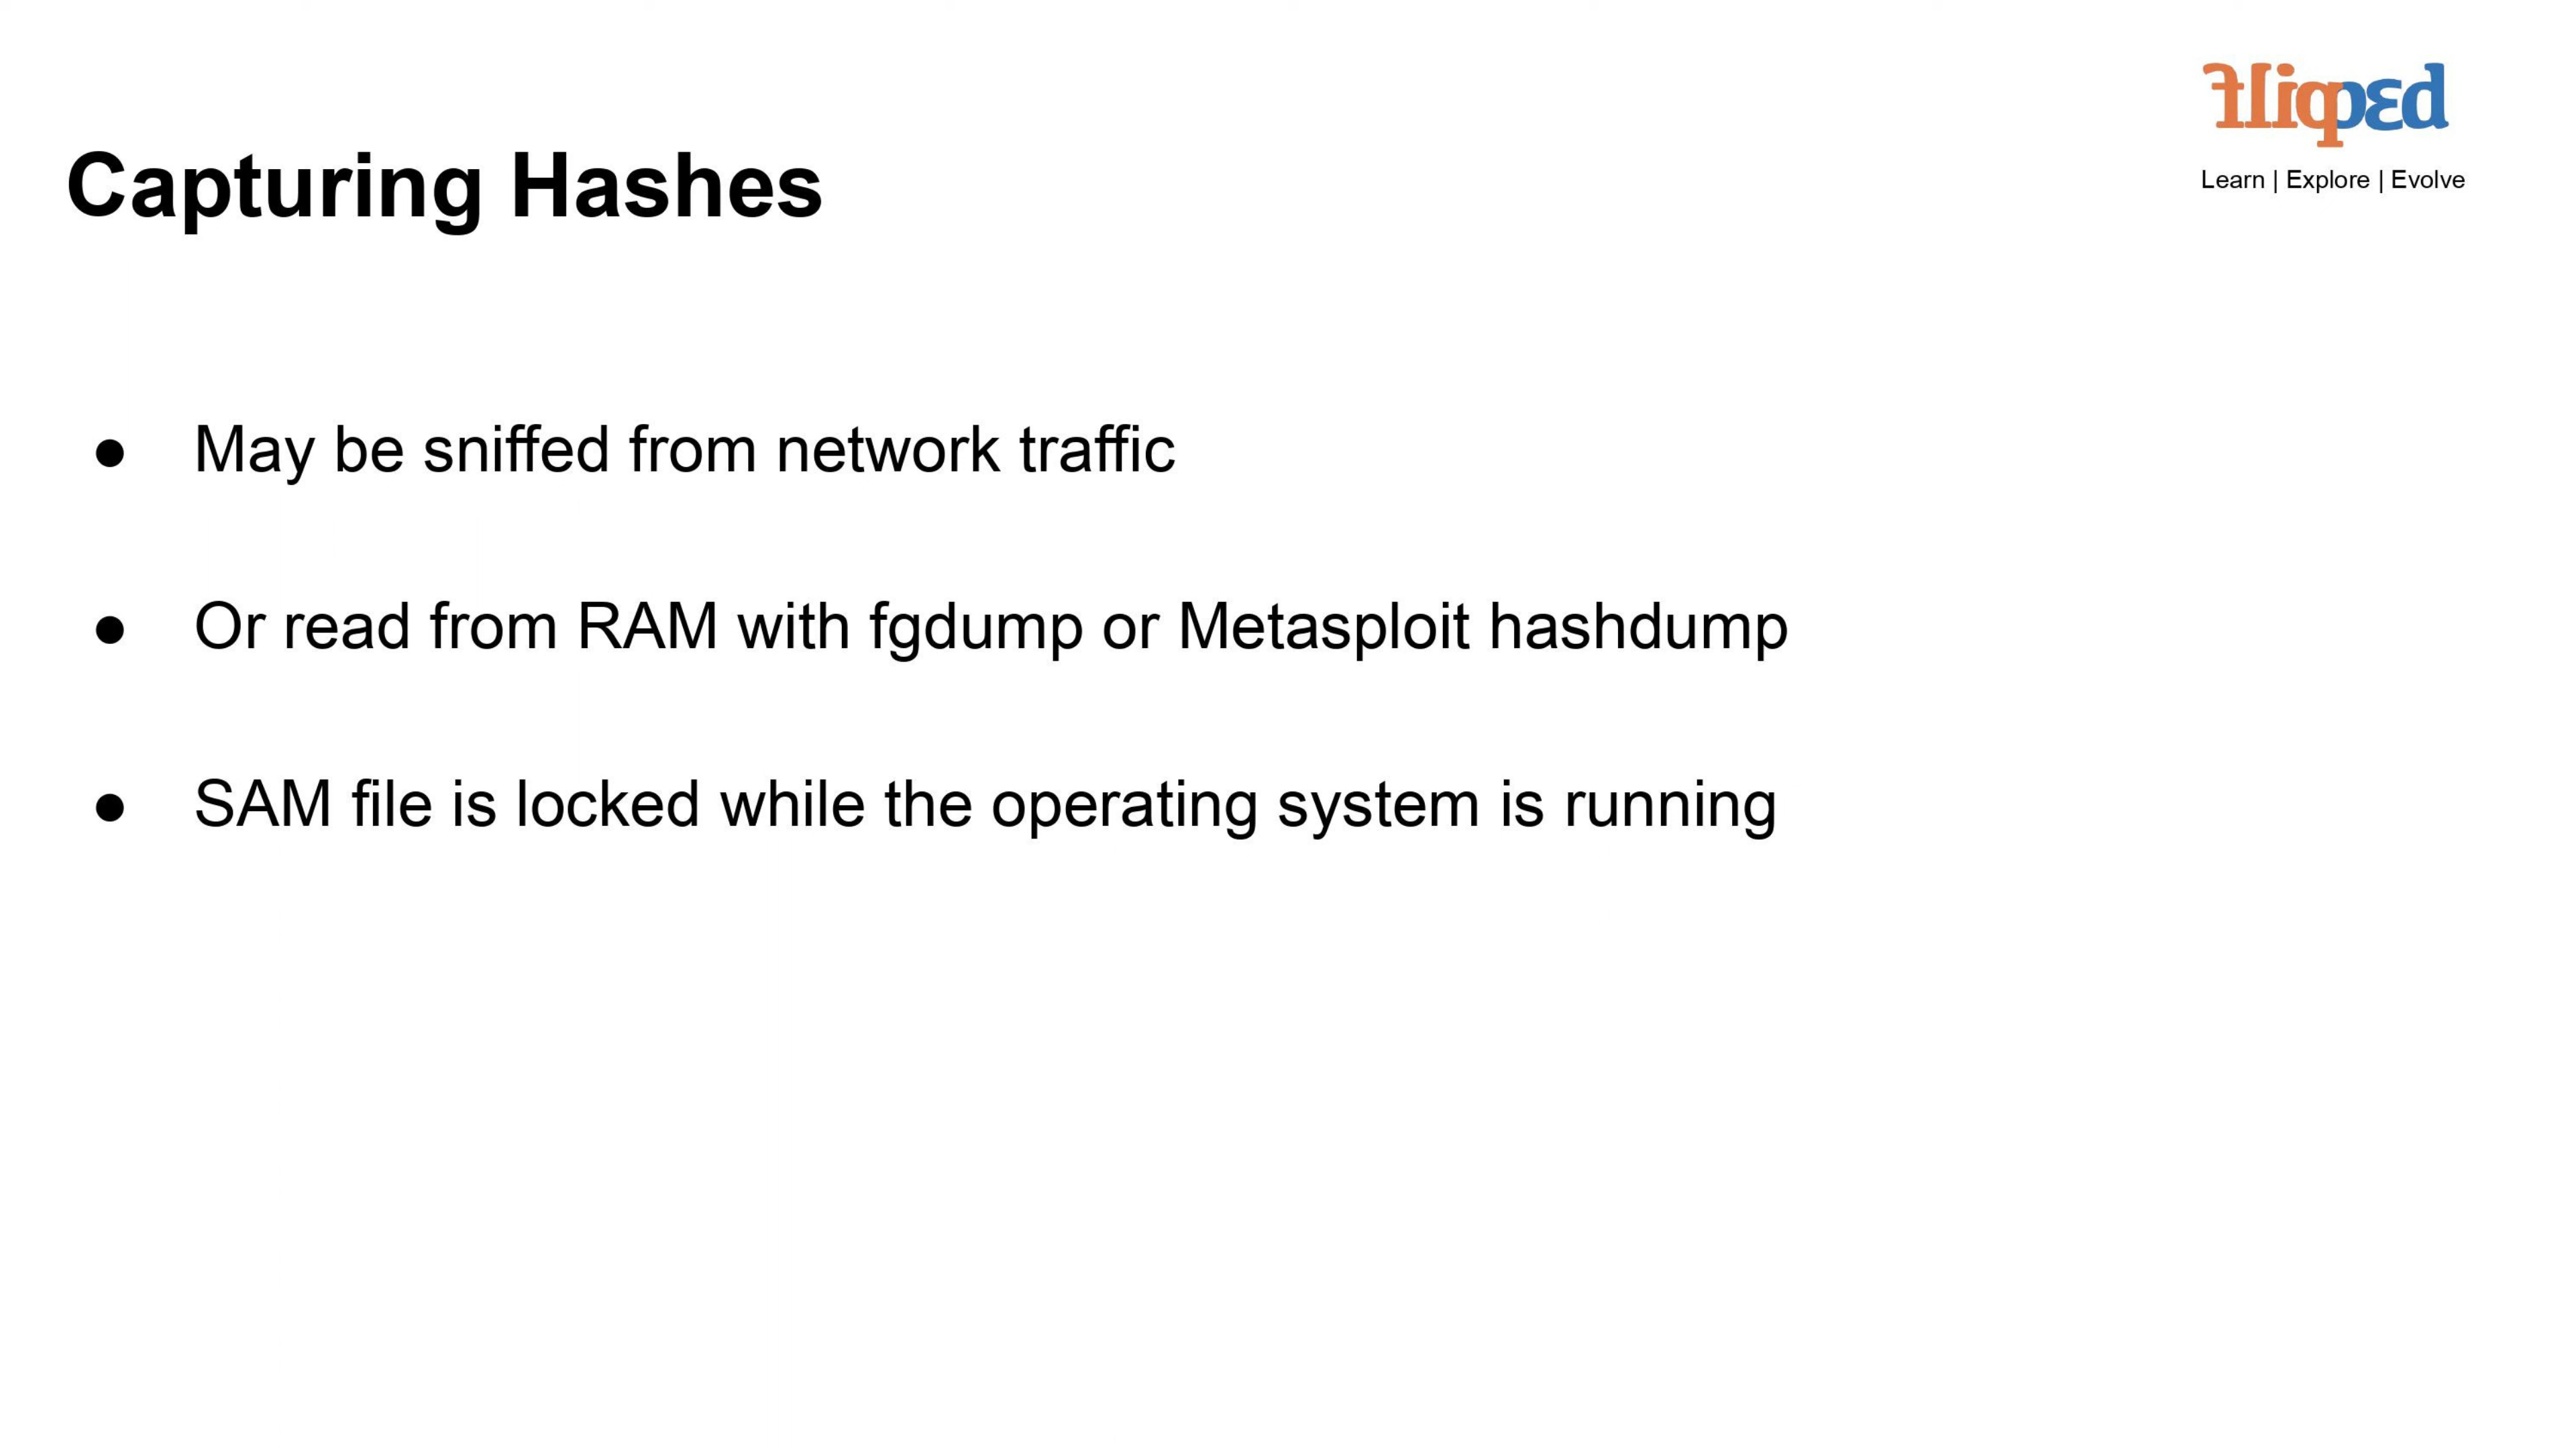 flipped
Learn | Explore | Evolve
Capturing Hashes
● May be sniffed from network traffic
● Or read from RAM with fgdump or Metasploit hashdump
● SAM file is locked while the operating system is running